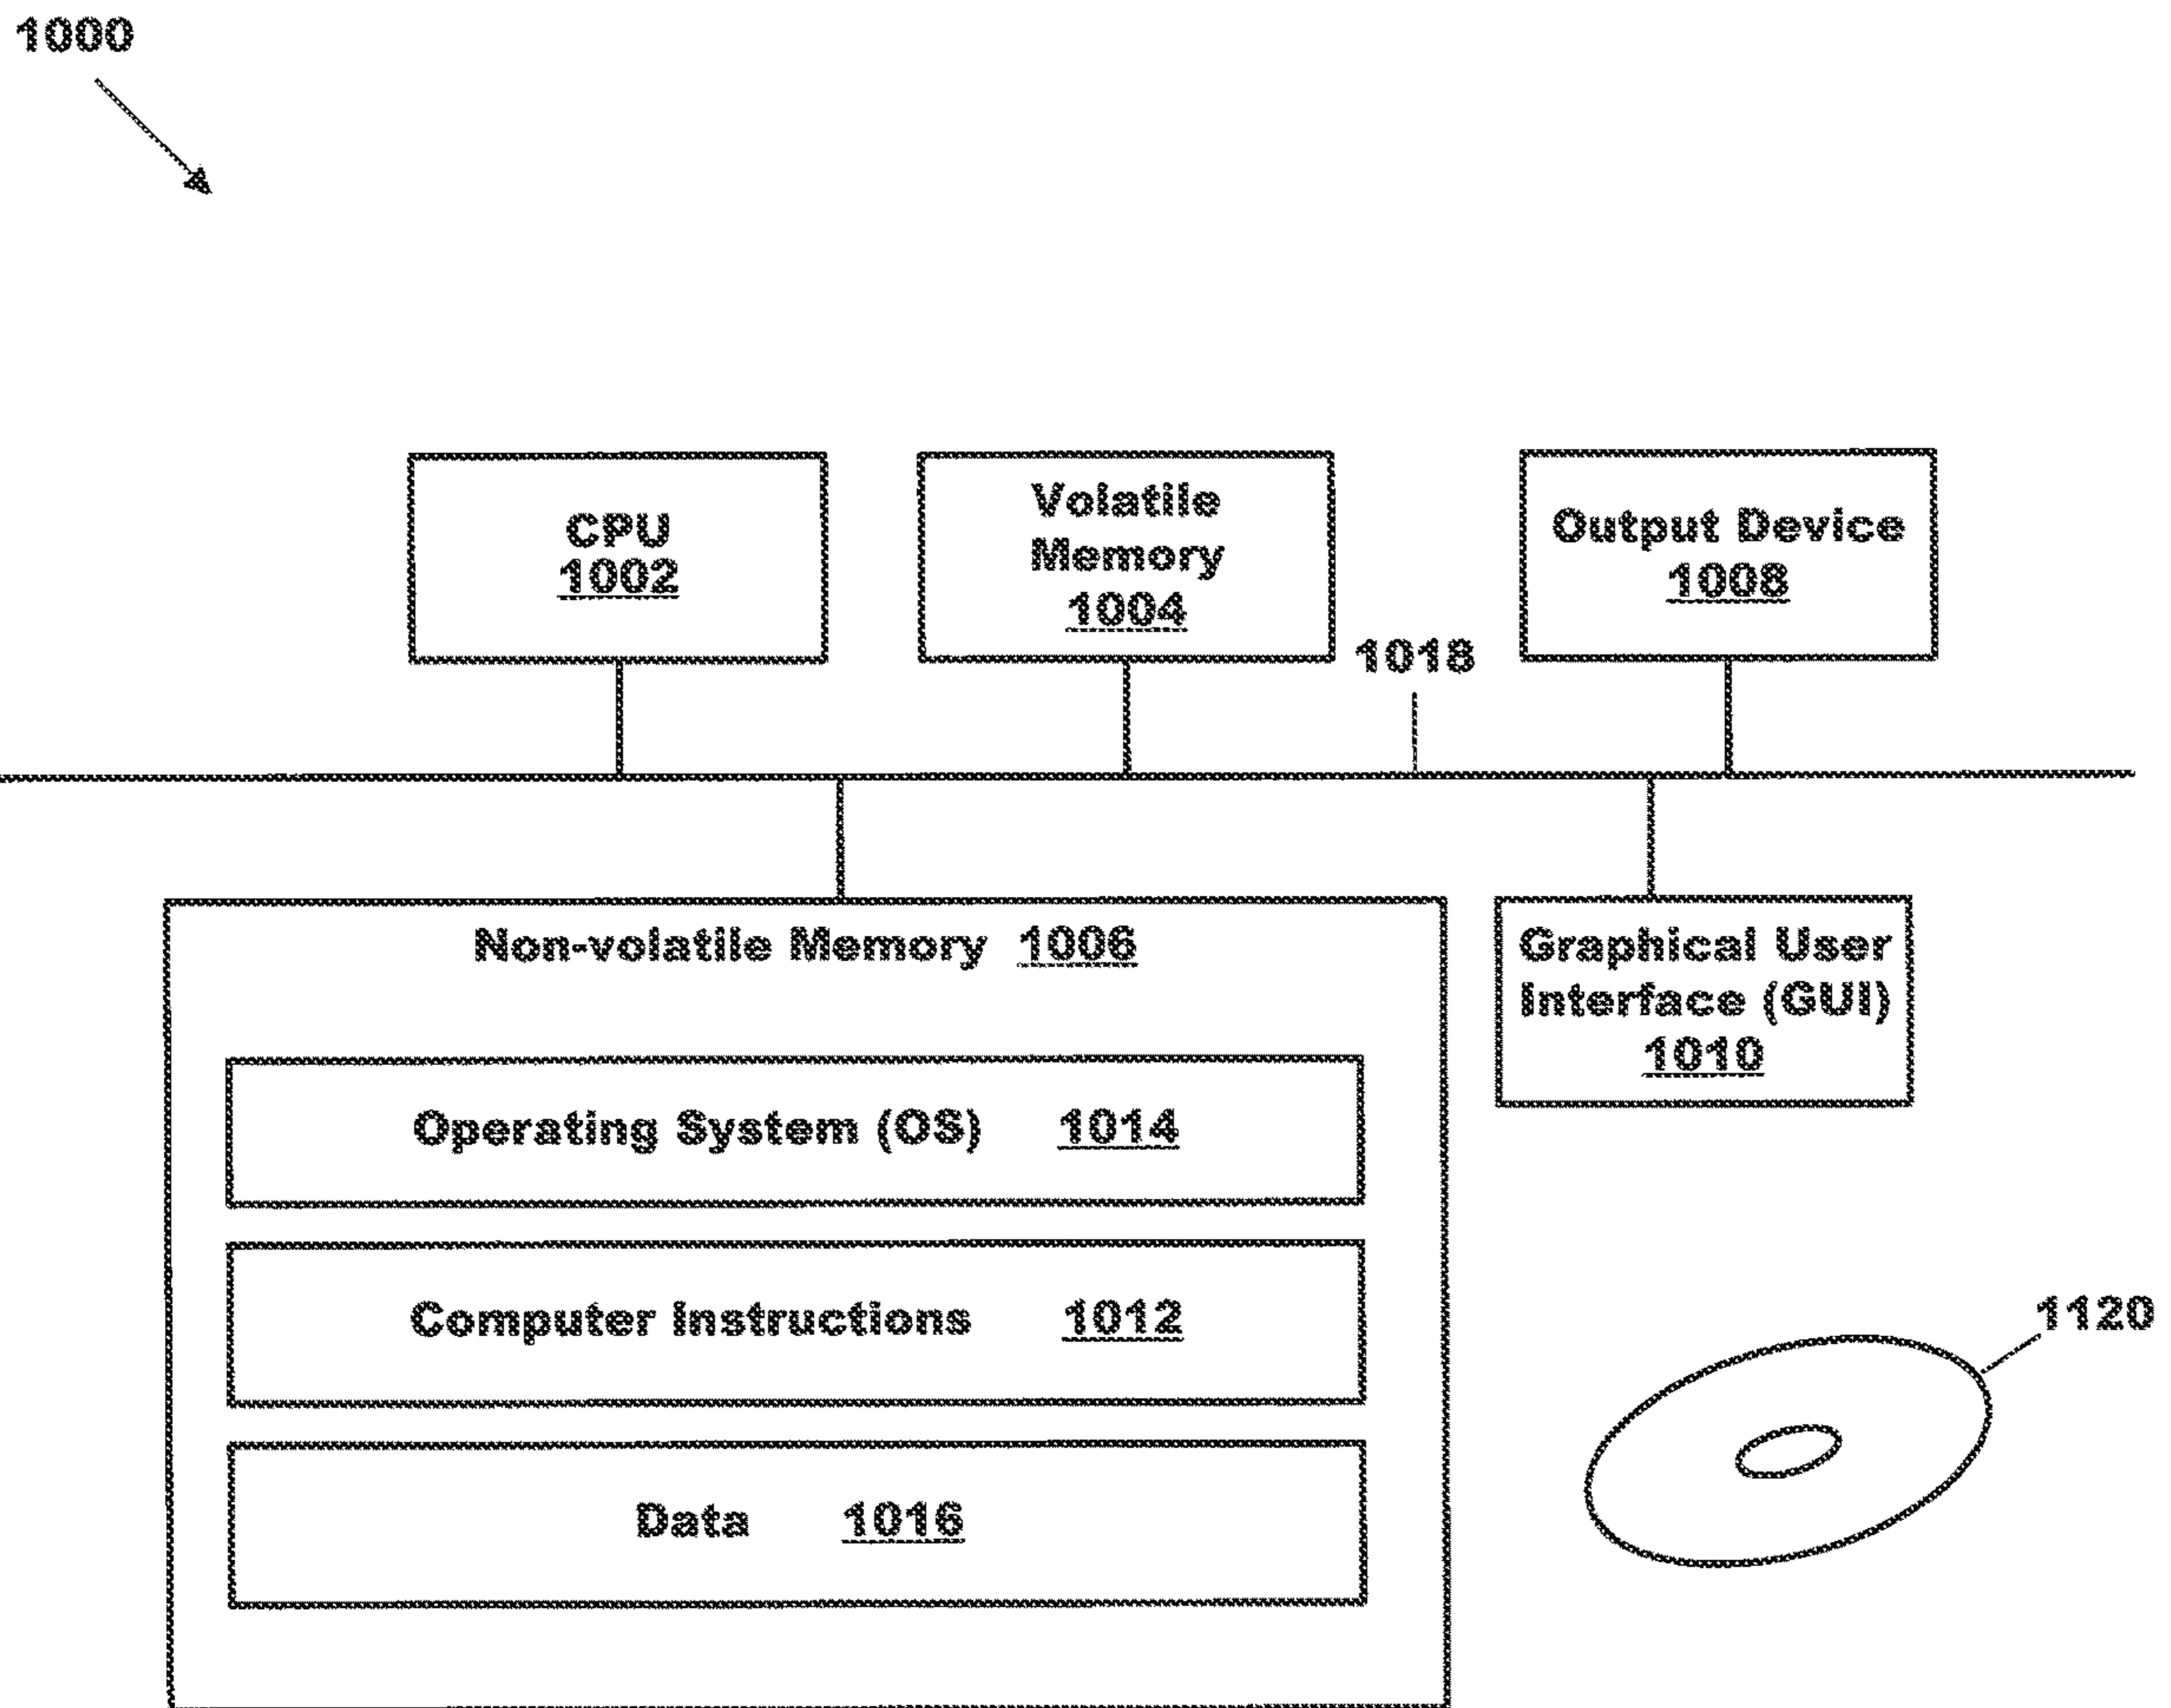 1000
CPU
1002
Volatile
Memory
1004
Output Device
1008
1018
Non-volatile Memory 1006
Graphical User
Interface (GUI)
1010
Operating System (OS) 1014
Computer Instructions 1012
Data 1016
1120